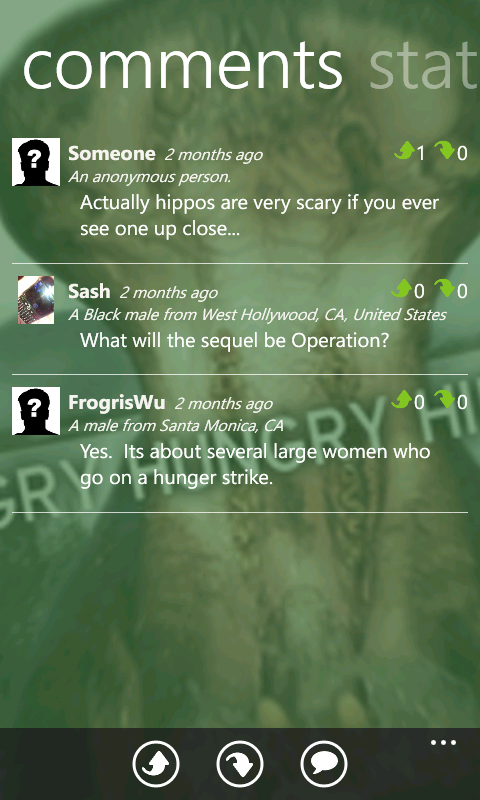 comments stat
Someone 2 months ago 1 0
An anonymous person.
Actually hippos are very scary if you ever
see one up close...
Sash 2 months ago 0 0
A Black male from West Hollywood, CA, United States
What will the sequel be Operation?
FrogrisWu 2 months ago 0 0
A male from Santa Monica, CA
Yes.  Its about several large women who
go on a hunger strike.
GRY HUNGRY HI